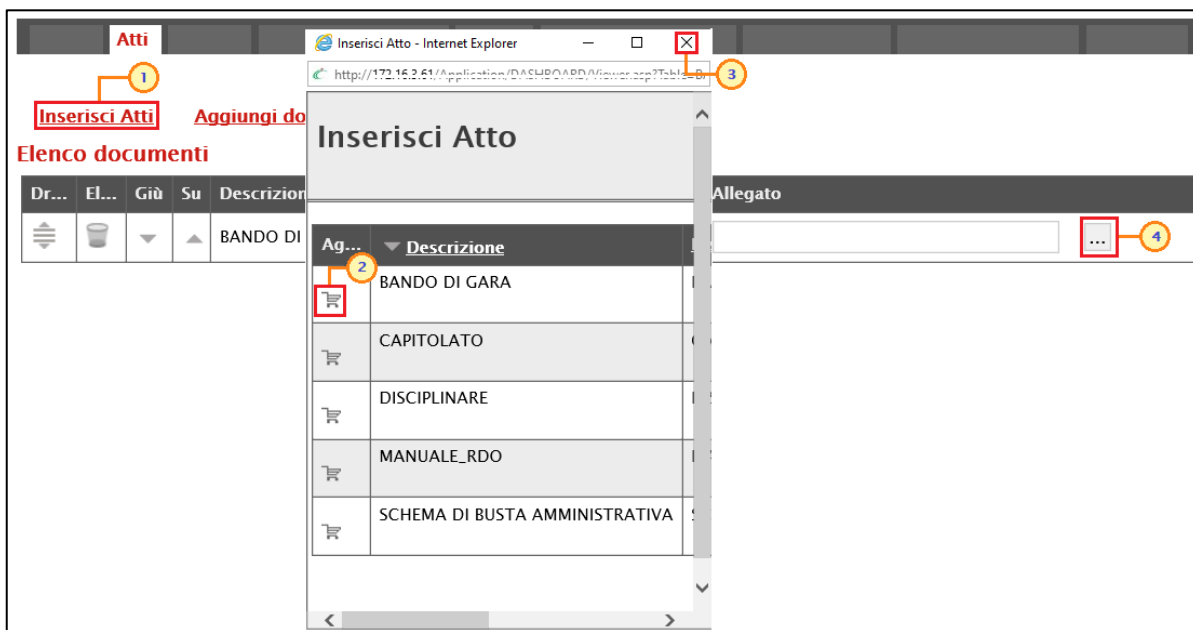 Atti
Inserisci Atto - Internet Explorer
1
3
Inserisci Atti
Aggiungi do
Inserisci Atto
Elenco documenti
Dr... El... Giù Su Descrizion
Allegato
BANDO DI
...
4
Ag... Descrizione
2
BANDO DI GARA
CAPITOLATO
DISCIPLINARE
MANUALE_RDO
SCHEMA DI BUSTA AMMINISTRATIVA